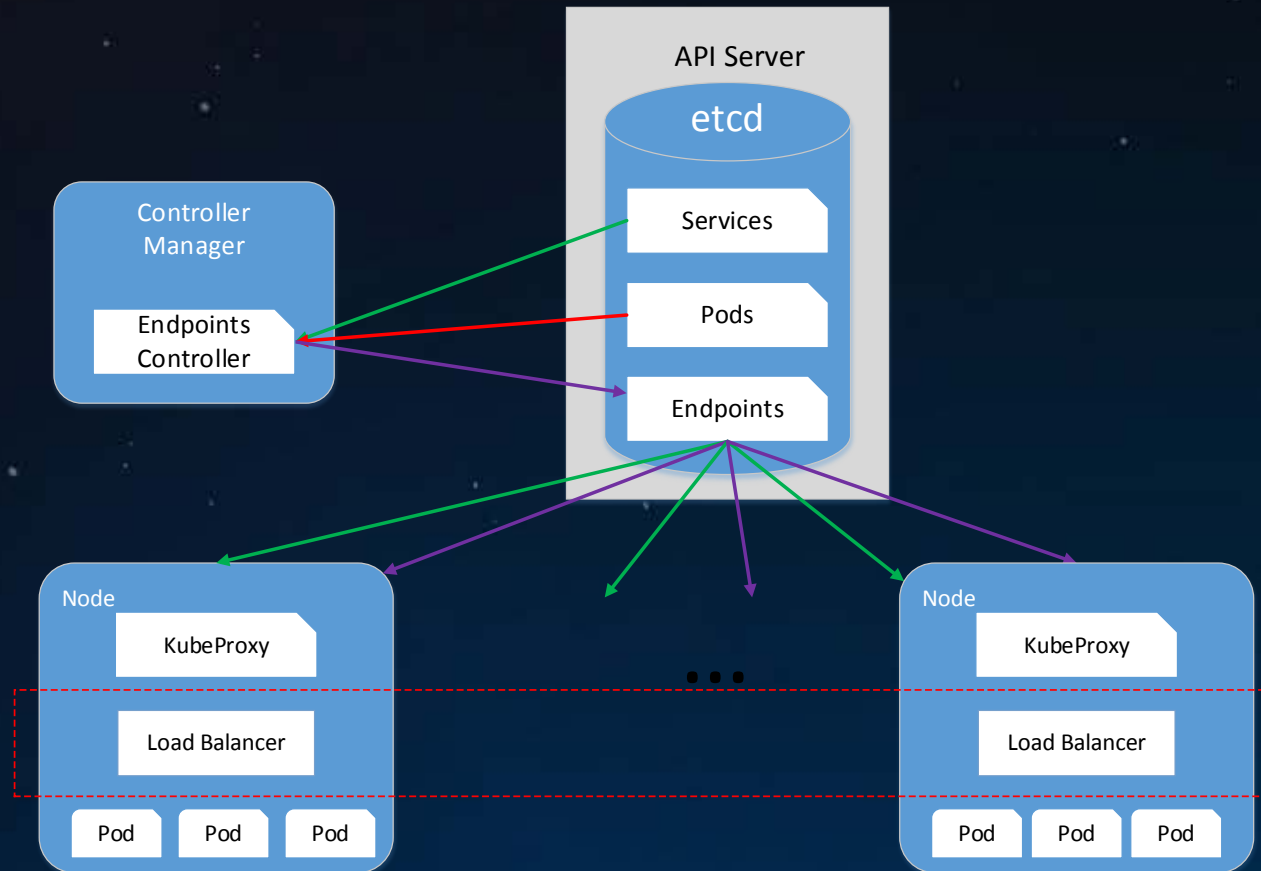 API Server
etcd
Services
Controller
Manager
Pods
Endpoints
Controller
Endpoints
Node
KubeProxy
Load Balancer
Pod
Pod
Pod
...
Node
KubeProxy
Load Balancer
Pod
Pod
Pod